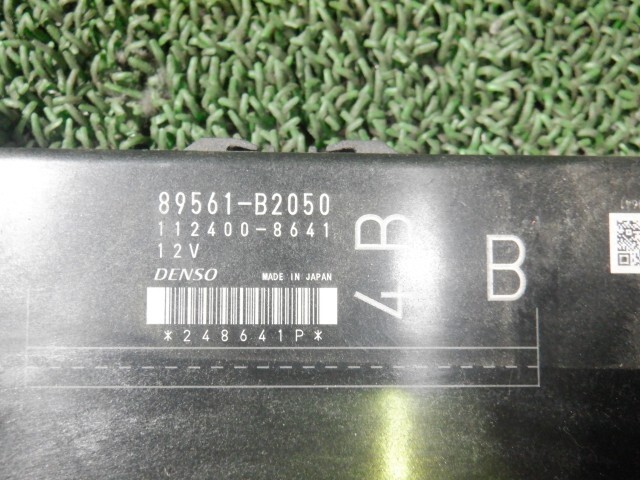 89561-B2050
112400-8641
12V
DENSO MADE IN JAPAN
*248641P*
4B
B